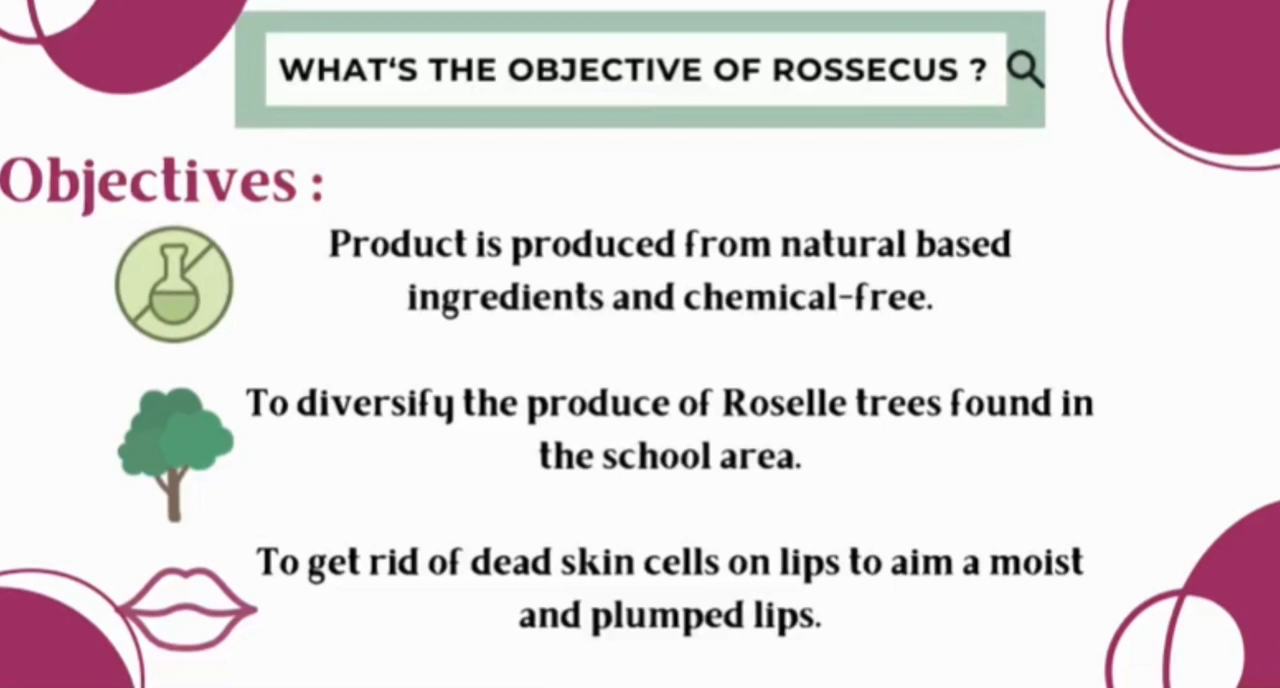 WHAT'S THE OBJECTIVE OF ROSSECUS ?
Objectives :
Product is produced from natural based
ingredients and chemical-free.
To diversify the produce of Roselle trees found in
the school area.
To get rid of dead skin cells on lips to aim a moist
and plumped lips.